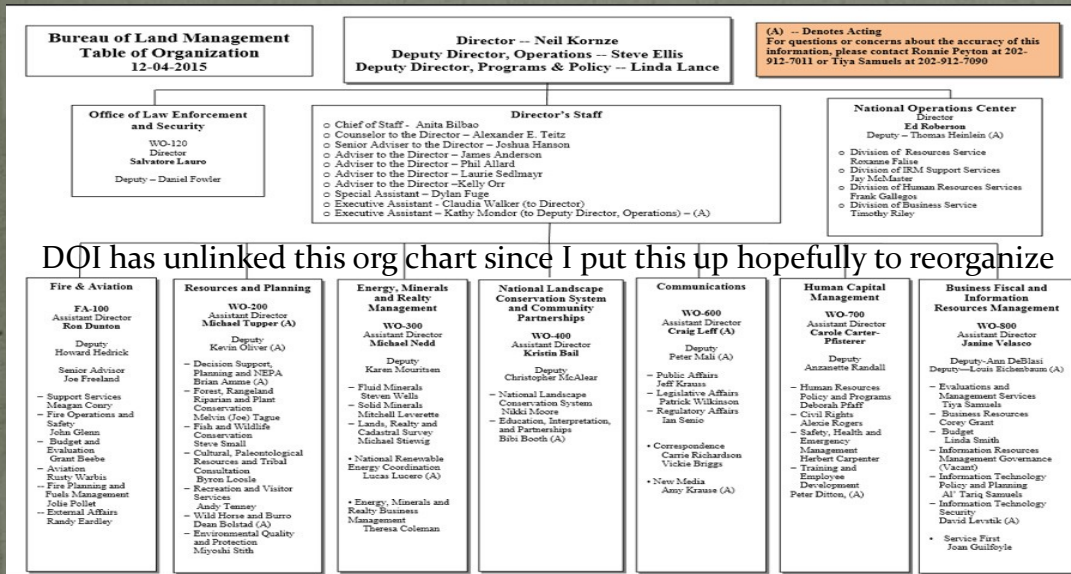 Bureau of Land Management
Table of Organization
12-04-2015
Director -- Neil Kornze
Deputy Director, Operations -- Steve Ellis
Deputy Director, Programs & Policy -- Linda Lance
(A) -- Denotes Acting
For questions or concerns about the accuracy of this
information, please contact Ronnie Peyton at 202-
912-7011 or Tiya Samuels at 202-912-7090
Office of Law Enforcement
and Security
WO-120
Director
Salvatore Lauro
Deputy – Daniel Fowler
Director's Staff
o Chief of Staff - Anita Bilbao
o Counselor to the Director – Alexander E. Teitz
o Senior Adviser to the Director – Joshua Hanson
o Adviser to the Director – James Anderson
o Adviser to the Director – Phil Allard
o Adviser to the Director – Laurie Sedlmayr
o Adviser to the Director –Kelly Orr
o Special Assistant – Dylan Fuge
o Executive Assistant - Claudia Walker (to Director)
o Executive Assistant – Kathy Mondor (to Deputy Director, Operations) – (A)
National Operations Center
Director
Ed Roberson
Deputy – Thomas Heinlein (A)
o Division of Resources Service
Roxanne Falise
o Division of IRM Support Services
Jay McMaster
o Division of Human Resources Services
Frank Gallegos
o Division of Business Service
Timothy Riley
DOI has unlinked this org chart since I put this up hopefully to reorganize
Fire & Aviation
FA-100
Assistant Director
Ron Dunton
Deputy
Howard Hedrick
Senior Advisor
Joe Freeland
– Support Services
Meagan Conry
– Fire Operations and
Safety
John Glenn
– Budget and
Evaluation
Grant Beebe
– Aviation
Rusty Warbis
-- Fire Planning and
Fuels Management
Jolie Pollet
-- External Affairs
Randy Eardley
Resources and Planning
WO-200
Assistant Director
Michael Tupper (A)
Deputy
Kevin Oliver (A)
– Decision Support,
Planning and NEPA
Brian Amme (A)
– Forest, Rangeland
Riparian and Plant
Conservation
Melvin (Joe) Tague
– Fish and Wildlife
Conservation
Steve Small
– Cultural, Paleontological
Resources and Tribal
Consultation
Byron Loosle
– Recreation and Visitor
Services
Andy Tenney
– Wild Horse and Burro
Dean Bolstad (A)
– Environmental Quality
and Protection
Miyoshi Stith
Energy, Minerals
and Realty
Management
WO-300
Assistant Director
Michael Nedd
Deputy
Karen Mouritsen
– Fluid Minerals
Steven Wells
– Solid Minerals
Mitchell Leverette
– Lands, Realty and
Cadastral Survey
Michael Stiewig
• National Renewable
Energy Coordination
Lucas Lucero (A)
• Energy, Minerals and
Realty Business
Management
Theresa Coleman
National Landscape
Conservation System
and Community
Partnerships
WO-400
Assistant Director
Kristin Bail
Deputy
Christopher McAlear
– National Landscape
Conservation System
Nikki Moore
– Education, Interpretation,
and Partnerships
Bibi Booth (A)
Communications
WO-600
Assistant Director
Craig Leff (A)
Deputy
Peter Mali (A)
– Public Affairs
Jeff Krauss
– Legislative Affairs
Patrick Wilkinson
– Regulatory Affairs
Ian Senio
• Correspondence
Carrie Richardson
Vickie Briggs
• New Media
Amy Krause (A)
Human Capital
Management
WO-700
Assistant Director
Carole Carter-
Pfisterer
Deputy
Anzanette Randall
– Human Resources
Policy and Programs
Deborah Pfaff
– Civil Rights
Alexie Rogers
– Safety, Health and
Emergency
Management
Herbert Carpenter
– Training and
Employee
Development
Peter Ditton, (A)
Business Fiscal and
Information
Resources Management
WO-800
Assistant Director
Janine Velasco
Deputy-Ann DeBlasi
Deputy—Louis Eichenbaum (A)
– Evaluations and
Management Services
Tiya Samuels
– Business Resources
Corey Grant
– Budget
Linda Smith
– Information Resources
Management Governance
(Vacant)
– Information Technology
Policy and Planning
Al' Tariq Samuels
– Information Technology
Security
David Levstik (A)
• Service First
Joan Guilfoyle